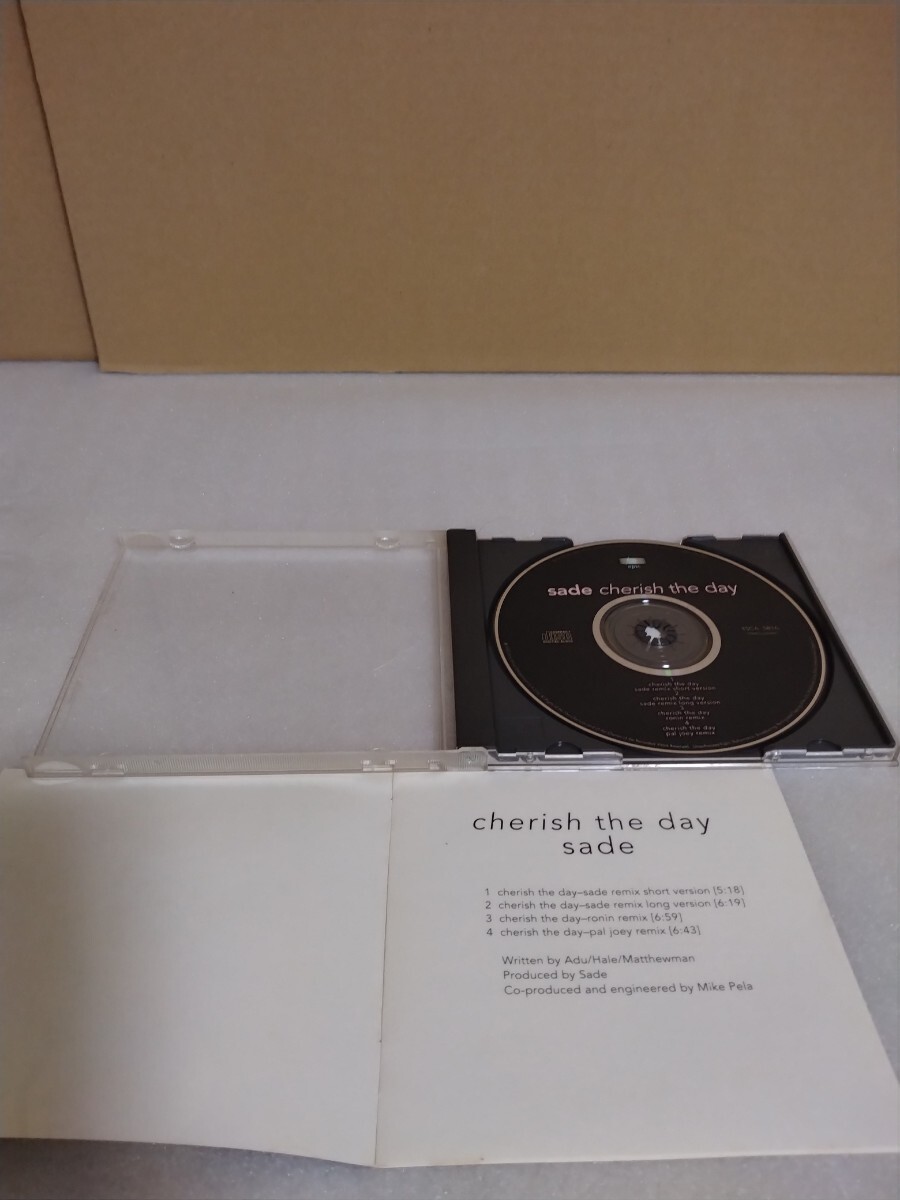 epic
sade cherish the day
1
cherish the day
sade remix short version
2
cherish the day
sade remix long version
3
cherish the day
ronin remix
4
cherish the day
pal joey remix
cherish the day
sade
1 cherish the day–sade remix short version [5:18]
2 cherish the day–sade remix long version [6:19]
3 cherish the day–ronin remix [6:59]
4 cherish the day–pal joey remix [6:43]
Written by Adu/Hale/Matthewman
Produced by Sade
Co-produced and engineered by Mike Pela